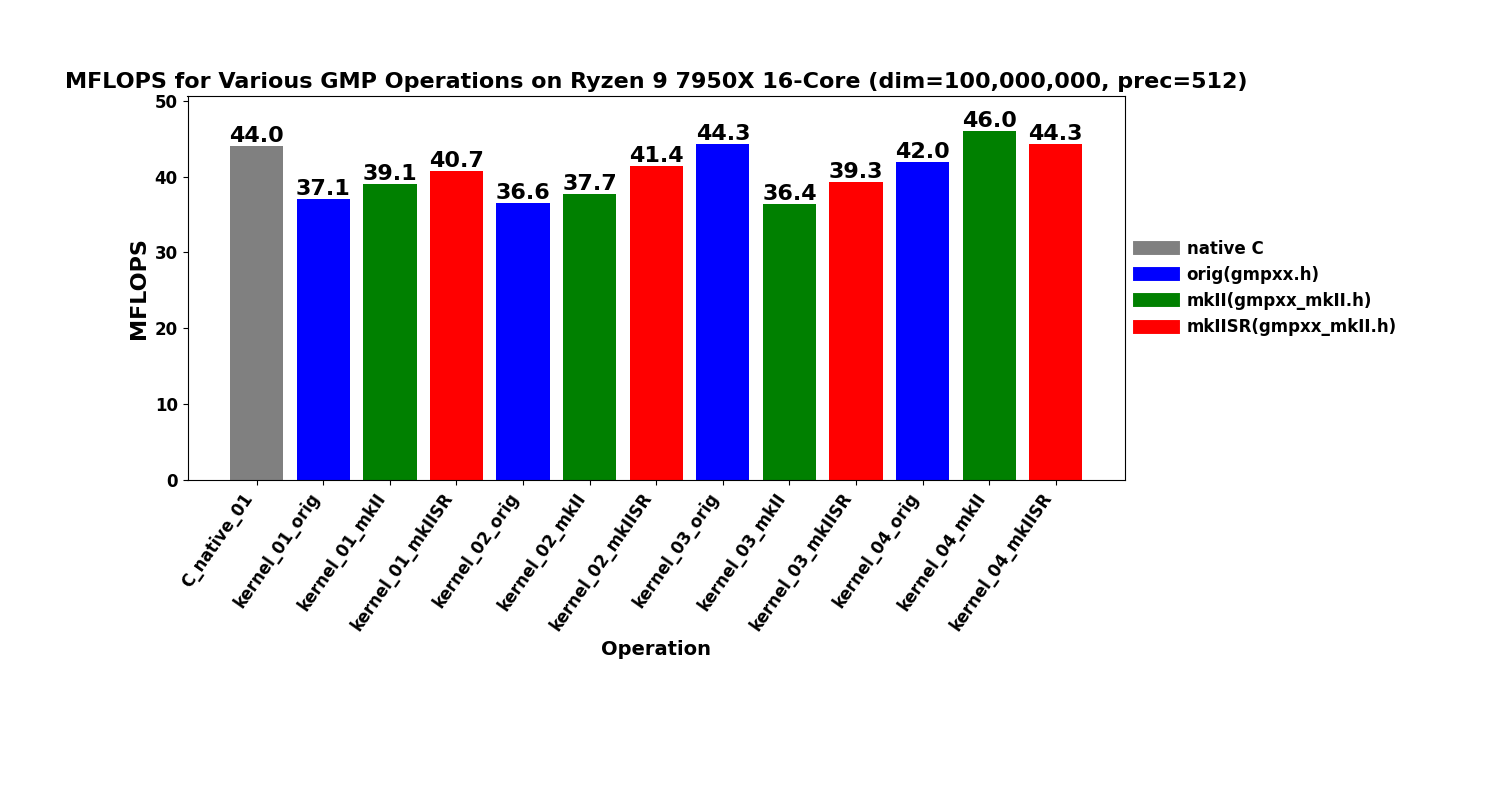 MFLOPS for Various GMP Operations on Ryzen 9 7950X 16-Core (dim=100,000,000, prec=512)
MFLOPS
50
40
30
20
10
0
44.0
37.1
39.1
40.7
36.6
37.7
41.4
44.3
36.4
39.3
42.0
46.0
44.3
C_native_01
kernel_01_orig
kernel_01_mkII
kernel_01_mkIISR
kernel_02_orig
kernel_02_mkII
kernel_02_mkIISR
kernel_03_orig
kernel_03_mkII
kernel_03_mkIISR
kernel_04_orig
kernel_04_mkII
kernel_04_mkIISR
Operation
native C
orig(gmpxx.h)
mkII(gmpxx_mkII.h)
mkIISR(gmpxx_mkII.h)